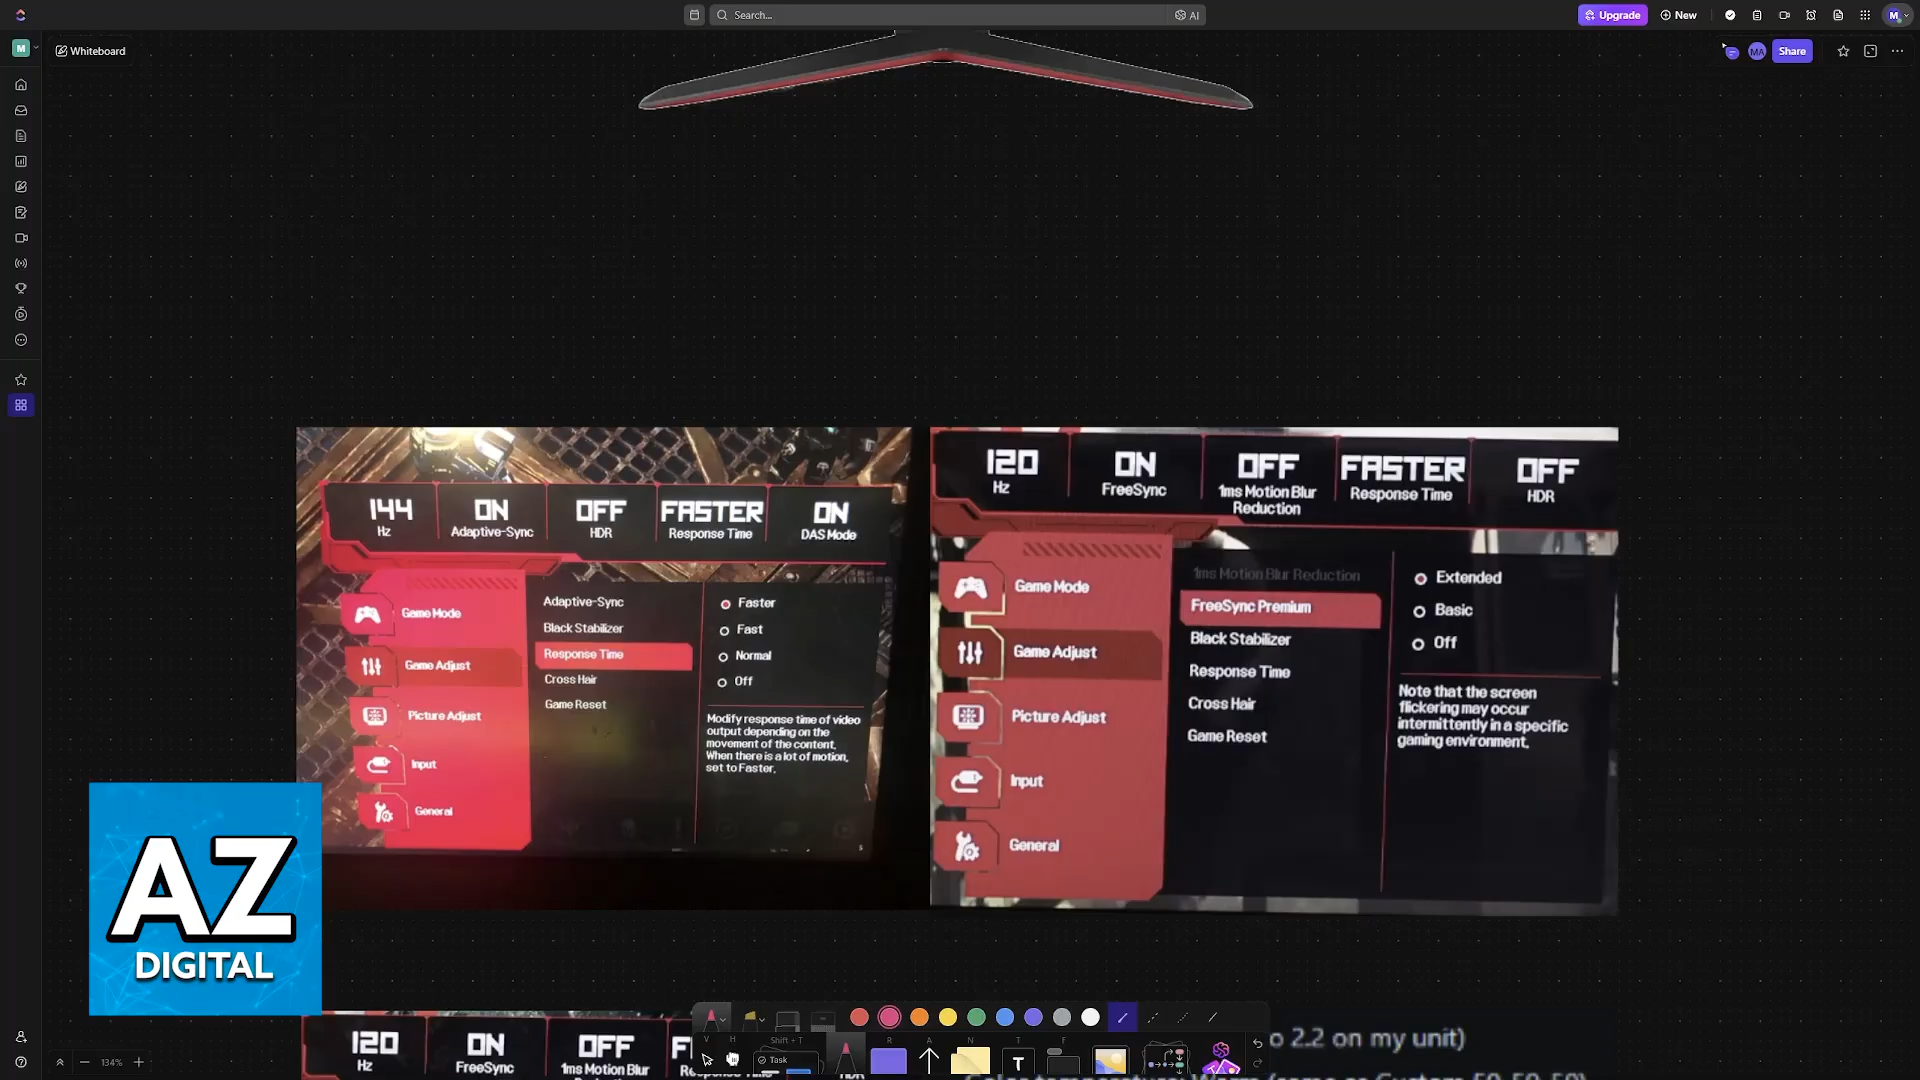 Search...
AI
Upgrade
New
M
M
Whiteboard
MA
Share
144
Hz
ON
Adaptive-Sync
OFF
HDR
FASTER
Response Time
ON
DAS Mode
Game Mode
Game Adjust
Picture Adjust
Input
General
Adaptive-Sync
Black Stabilizer
Response Time
Cross Hair
Game Reset
Faster
Fast
Normal
Off
Modify response time of video
output depending on the
movement of the content.
When there is a lot of motion,
set to Faster.
120
Hz
ON
FreeSync
OFF
1ms Motion Blur
Reduction
FASTER
Response Time
OFF
HDR
Game Mode
Game Adjust
Picture Adjust
Input
General
1ms Motion Blur Reduction
FreeSync Premium
Black Stabilizer
Response Time
Cross Hair
Game Reset
Extended
Basic
Off
Note that the screen
flickering may occur
intermittently in a specific
gaming environment.
AZ
DIGITAL
120
Hz
ON
FreeSync
OFF
1ms Motion Blur
o 2.2 on my unit)
V
H
Shift + T
Task
R
A
N
T
T
F
134%